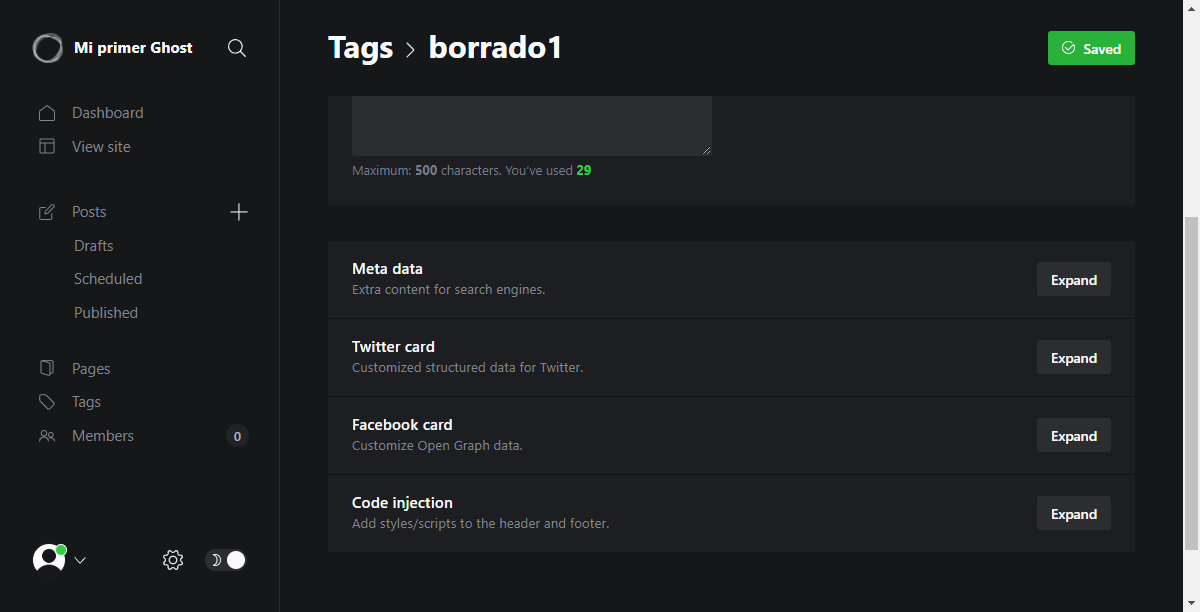 Mi primer Ghost
Dashboard
View site
Posts
Drafts
Scheduled
Published
Pages
Tags
Members
0
Tags > borrado1
Saved
Maximum: 500 characters. You've used 29
Meta data
Extra content for search engines.
Expand
Twitter card
Customized structured data for Twitter.
Expand
Facebook card
Customize Open Graph data.
Expand
Code injection
Add styles/scripts to the header and footer.
Expand